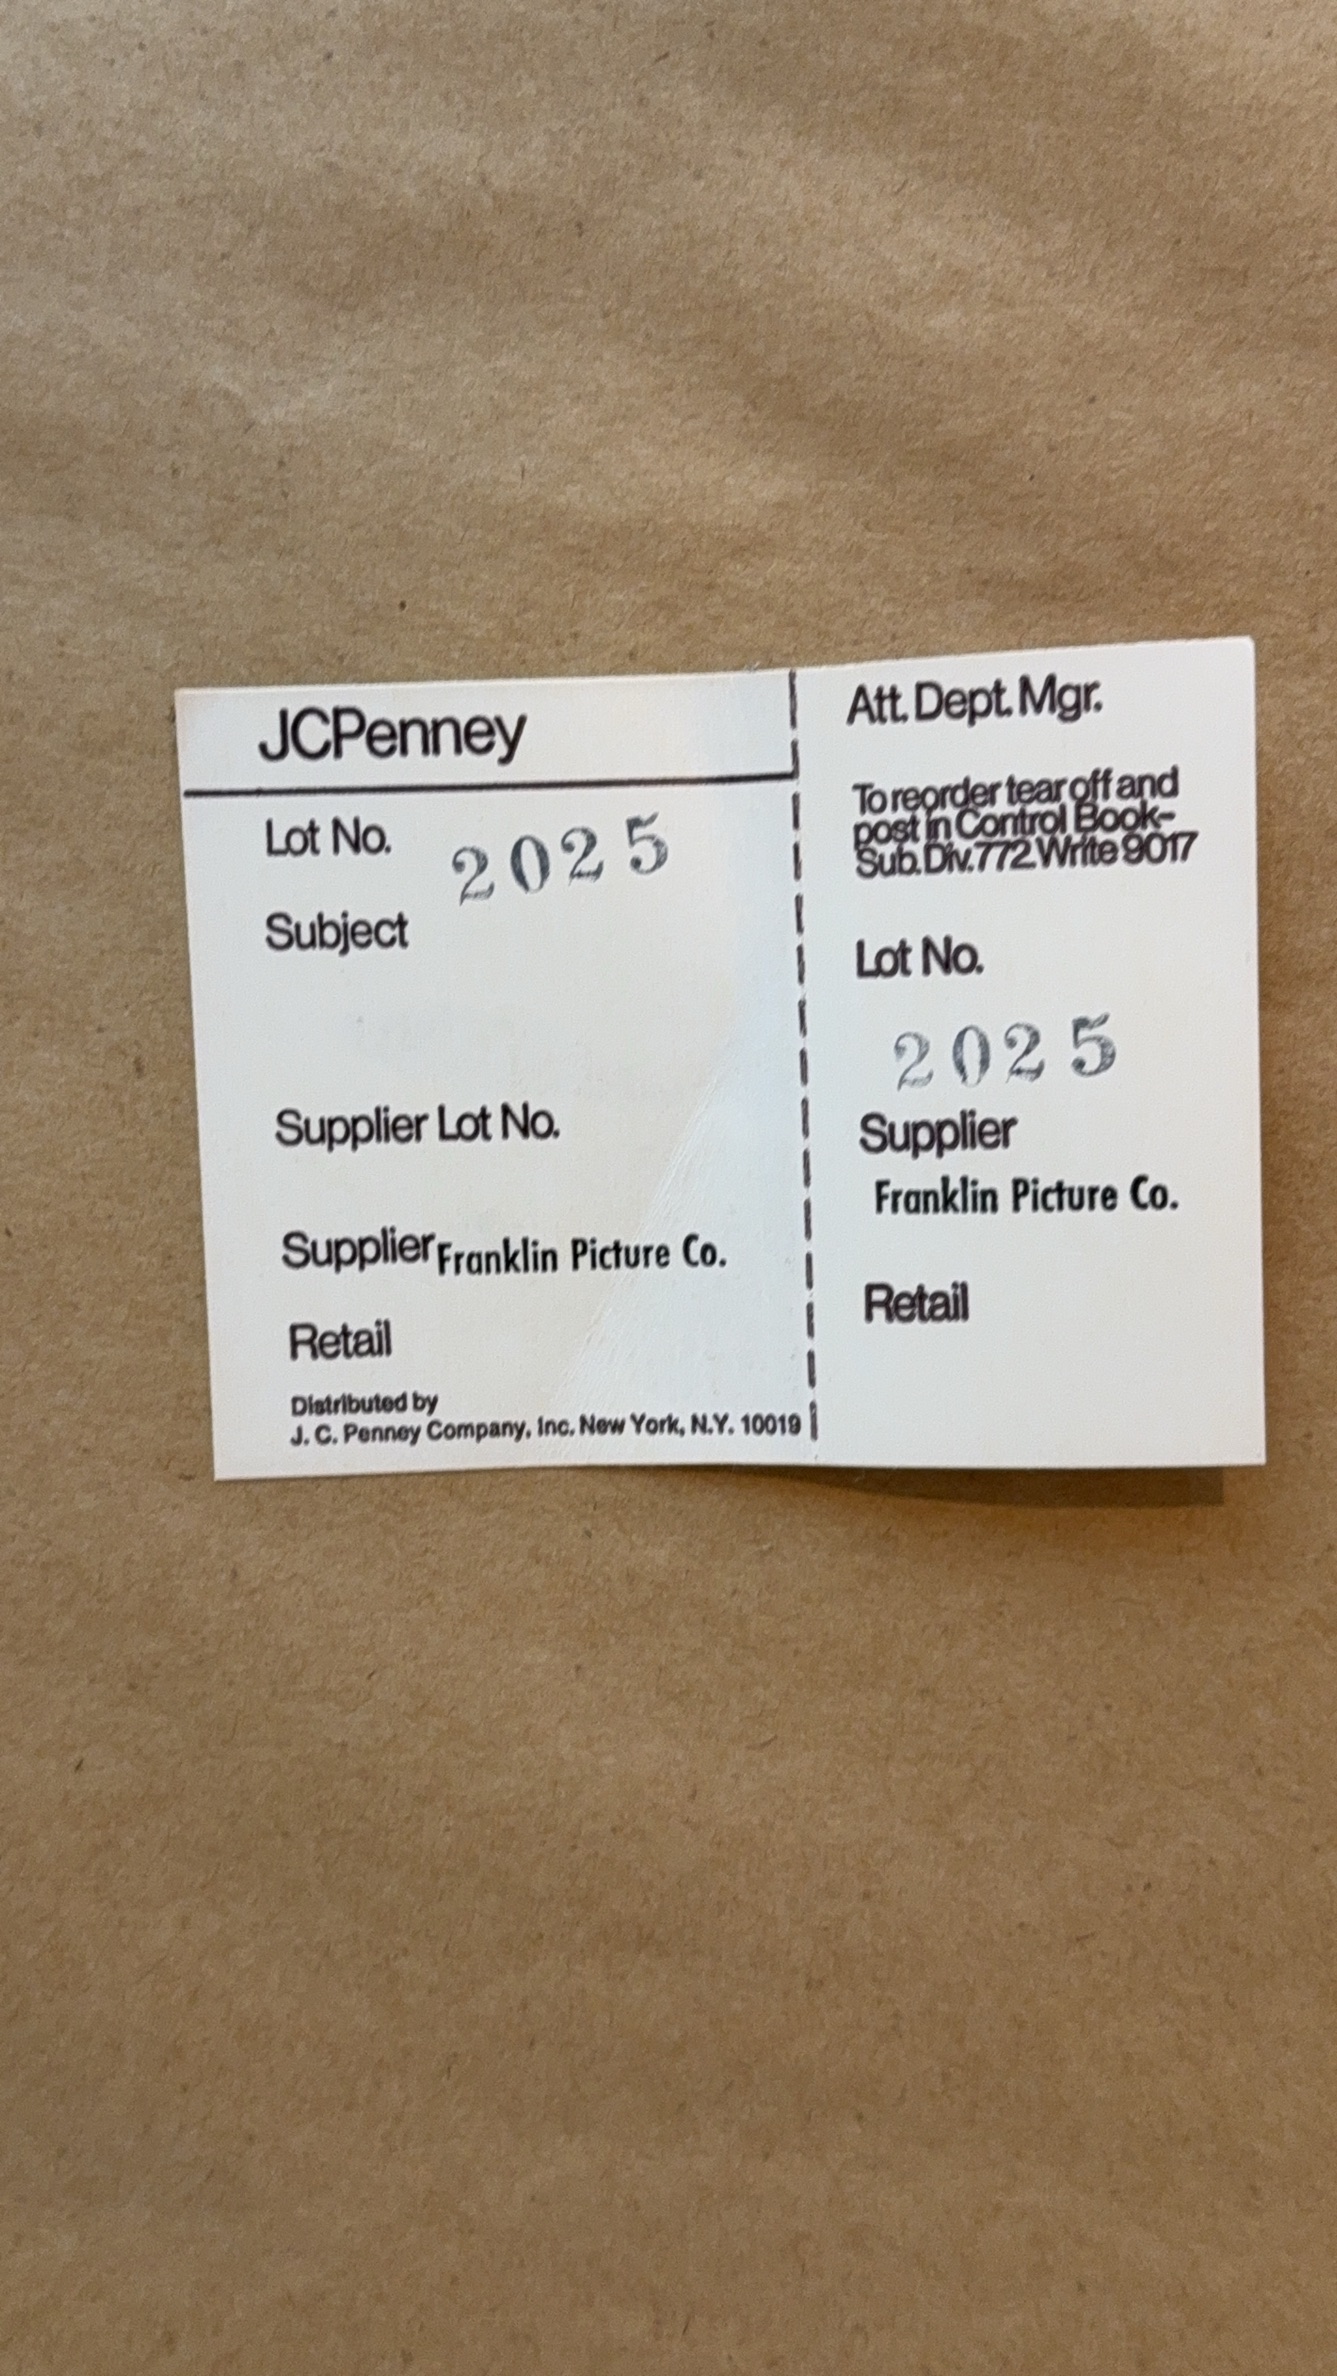 JCPenney
Lot No. 2025
Subject
Supplier Lot No.
Supplier Franklin Picture Co.
Retail
Distributed by
J. C. Penney Company, Inc. New York, N.Y. 10019
Att. Dept. Mgr.
To reorder tear off and
post in Control Book-
Sub. Div. 772 Write 9017
Lot No.
2025
Supplier
Franklin Picture Co.
Retail